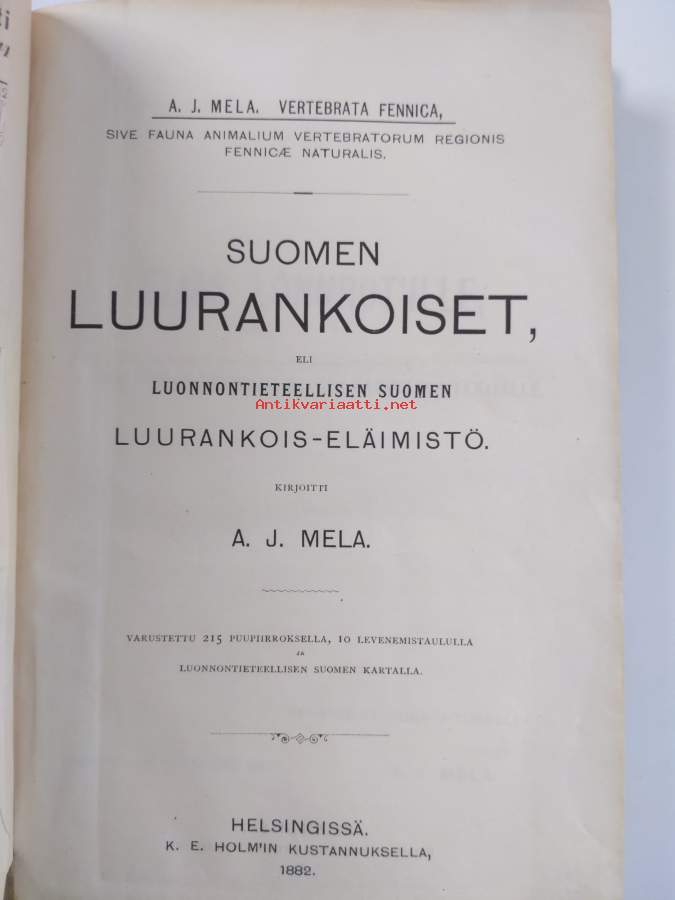 A. J. MELA. VERTEBRATA FENNICA,
SIVE FAUNA ANIMALIUM VERTEBRATORUM REGIONIS
FENNICÆ NATURALIS.
SUOMEN
LUURANKOISET,
ELI
LUONNONTIETEELLISEN SUOMEN
Antikvariaatti.net
LUURANKOIS-ELÄIMISTÖ.
KIRJOITTI
A. J. MELA.
VARUSTETTU 215 PUUPIIRROKSELLA, 10 LEVENEMISTAULULLA
JA
LUONNONTIETEELLISEN SUOMEN KARTALLA.
HELSINGISSÄ.
K. E. HOLM'IN KUSTANNUKSELLA,
1882.